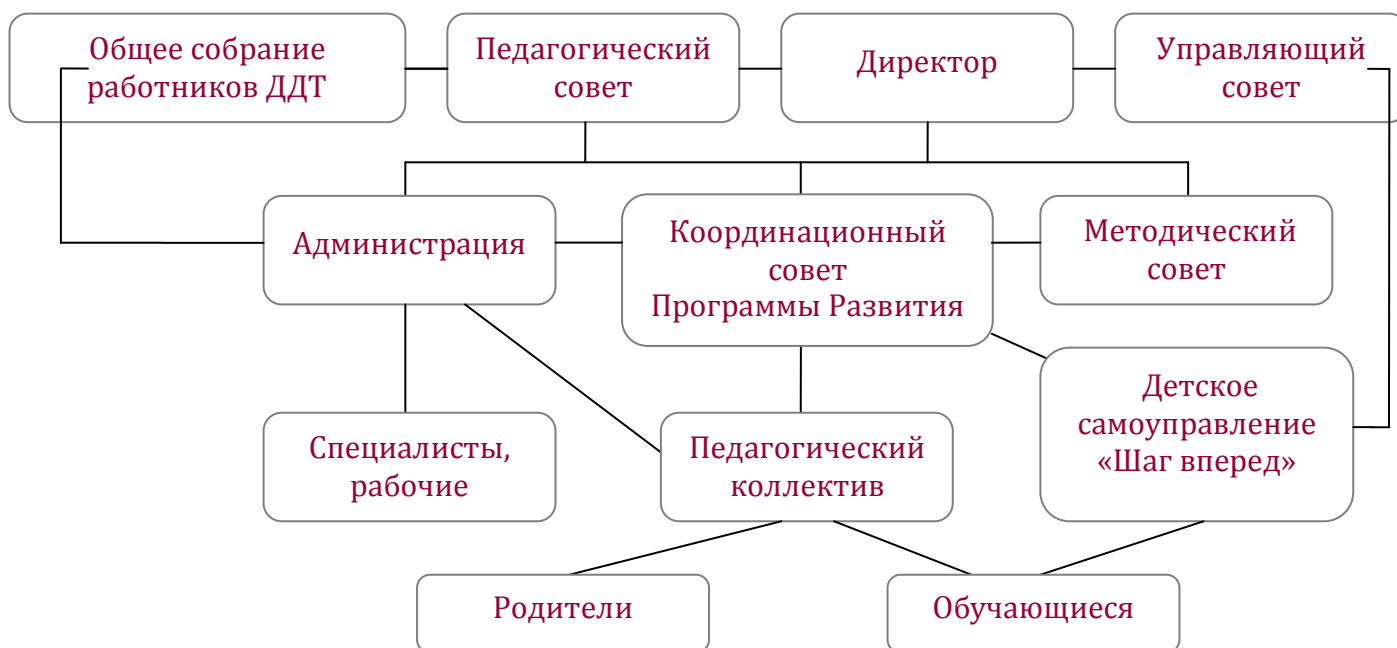 Общее собрание
работников ДДТ
Педагогический
совет
Директор
Управляющий
совет
Администрация
Координационный
совет
Программы Развития
Методический
совет
Специалисты,
рабочие
Педагогический
коллектив
Детское
самоуправление
«Шаг вперед»
Родители
Обучающиеся